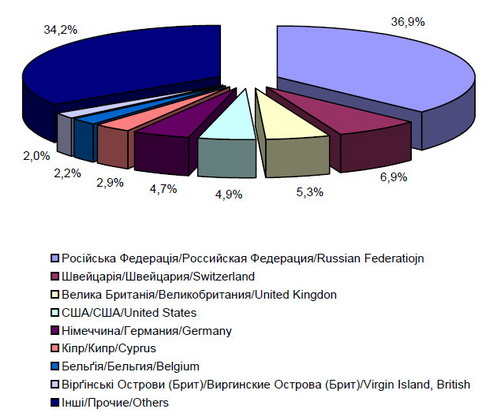 34,2%
36,9%
2,0%
2,2%
2,9%
4,7%
4,9%
5,3%
6,9%
Російська Федерація/Российская Федерация/Russian Federatiojn
Швейцарія/Швейцария/Switzerland
Велика Британія/Великобритания/United Kingdon
США/США/United States
Німеччина/Германия/Germany
Кіпр/Кипр/Cyprus
Бельґія/Бельгия/Belgium
Вірґінські Острови (Брит)/Виргинские Острова (Брит)/Virgin Island, British
Інші/Прочие/Others